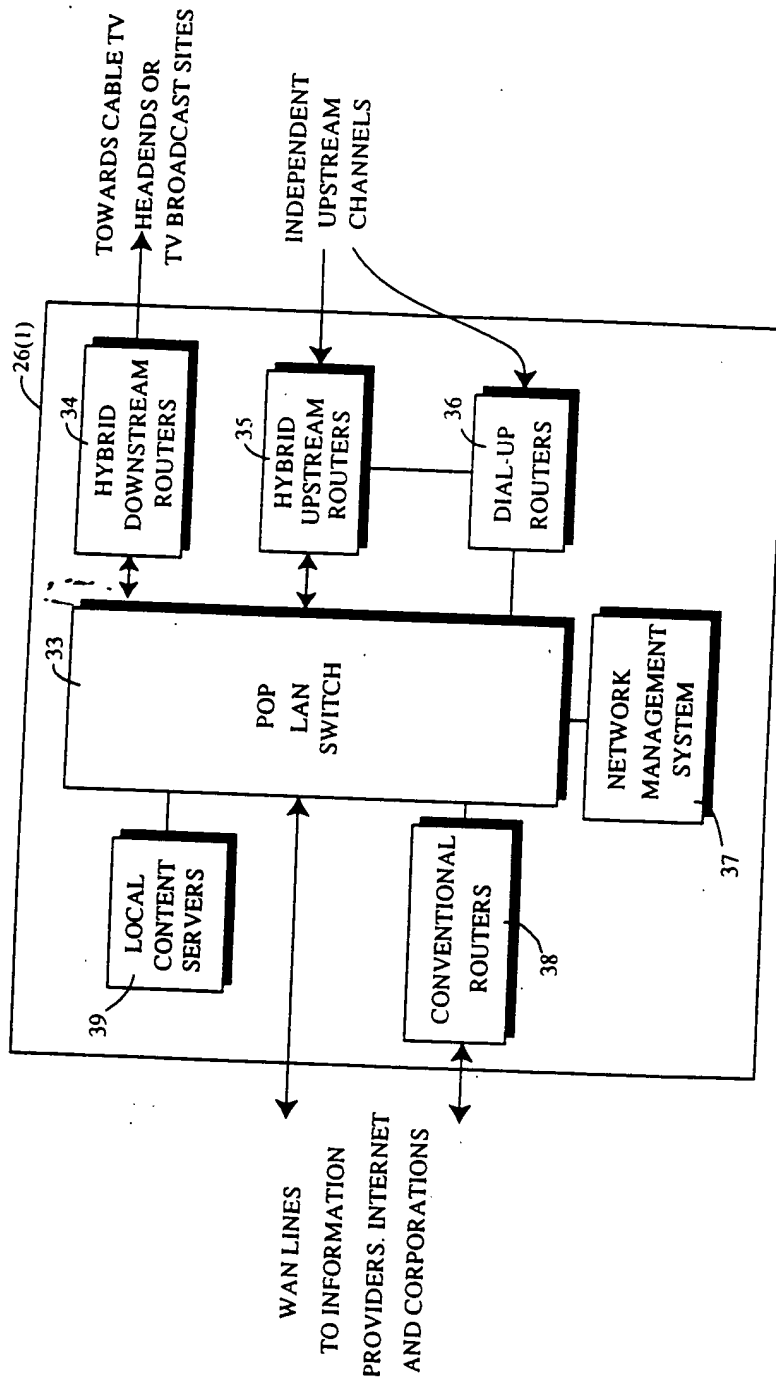 26(1)
TOWARDS CABLE TV
HEADENDS OR
TV BROADCAST SITES
34
HYBRID
DOWNSTREAM
ROUTERS
INDEPENDENT
UPSTREAM
CHANNELS
35
HYBRID
UPSTREAM
ROUTERS
36
DIAL-UP
ROUTERS
33
POP
LAN
SWITCH
NETWORK
MANAGEMENT
SYSTEM
37
LOCAL
CONTENT
SERVERS
39
CONVENTIONAL
ROUTERS
38
WAN LINES
TO INFORMATION
PROVIDERS. INTERNET
AND CORPORATIONS